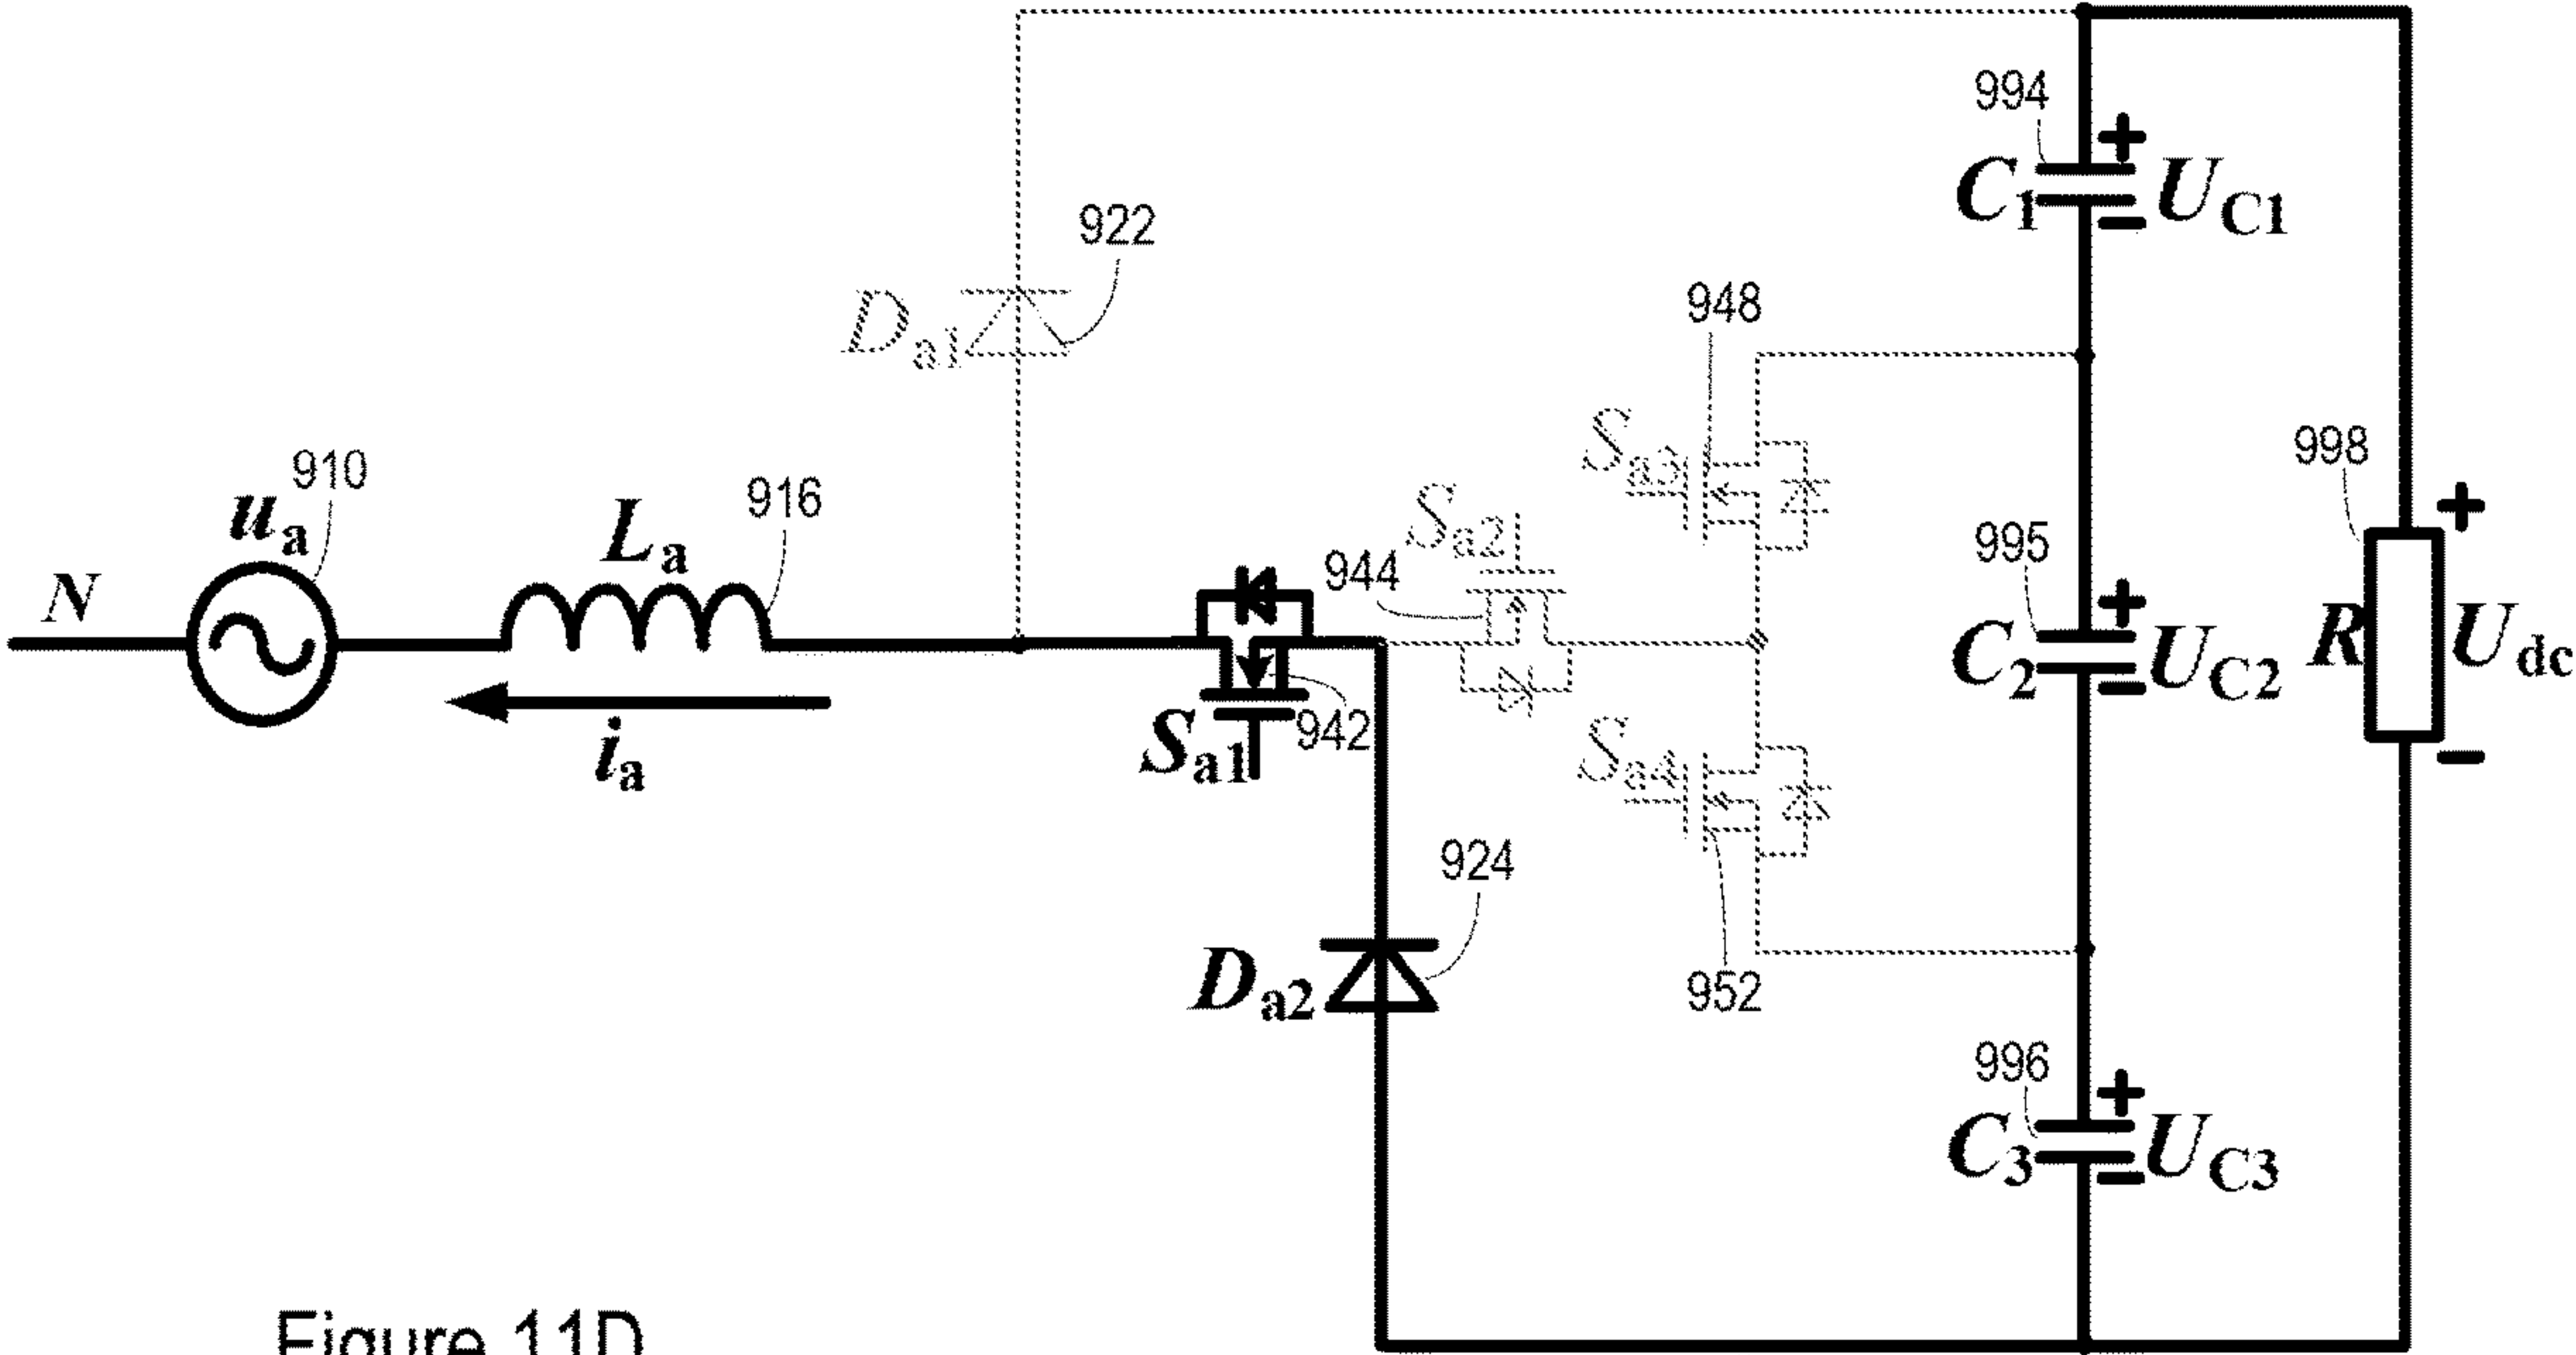 994
+
C1
UC1
−
922
Da1
948
Sa3
910
ua
La
916
998
+
Sa2
944
995
+
N
C2
UC2
−
R
Udc
−
ia
Sa1
942
Sa4
924
Da2
952
996
+
C3
UC3
−
Figure 11D